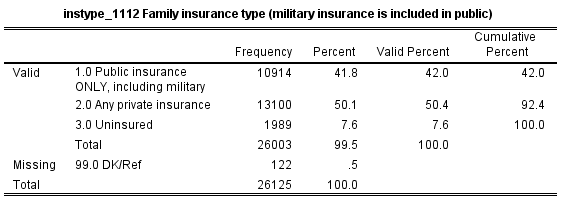 instype_1112 Family insurance type (military insurance is included in public)
Frequency Percent Valid Percent Cumulative Percent
Valid 1.0 Public insurance ONLY, including military 10914 41.8 42.0 42.0
2.0 Any private insurance 13100 50.1 50.4 92.4
3.0 Uninsured 1989 7.6 7.6 100.0
Total 26003 99.5 100.0
Missing 99.0 DK/Ref 122 .5
Total 26125 100.0